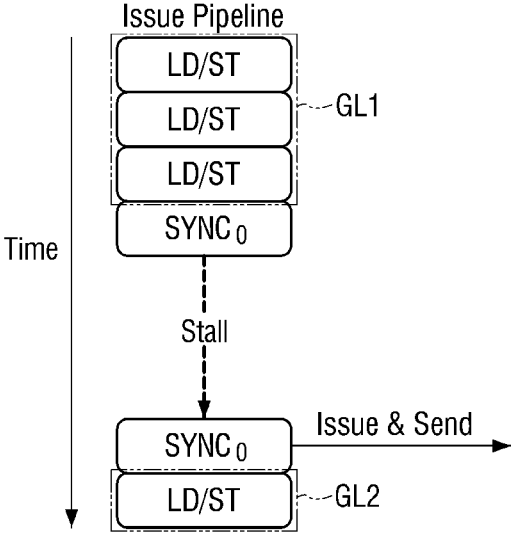 Issue Pipeline
LD/ST
LD/ST
GL1
LD/ST
SYNC0
Time
Stall
Issue & Send
SYNC0
LD/ST
GL2